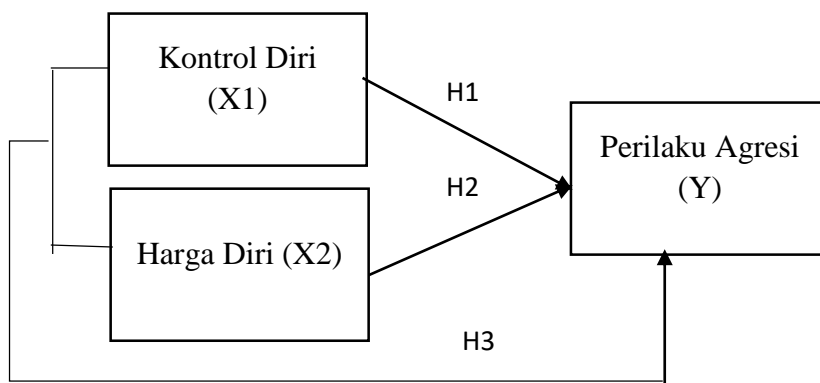 Kontrol Diri
(X1)
H1
Perilaku Agresi
(Y)
H2
Harga Diri (X2)
H3